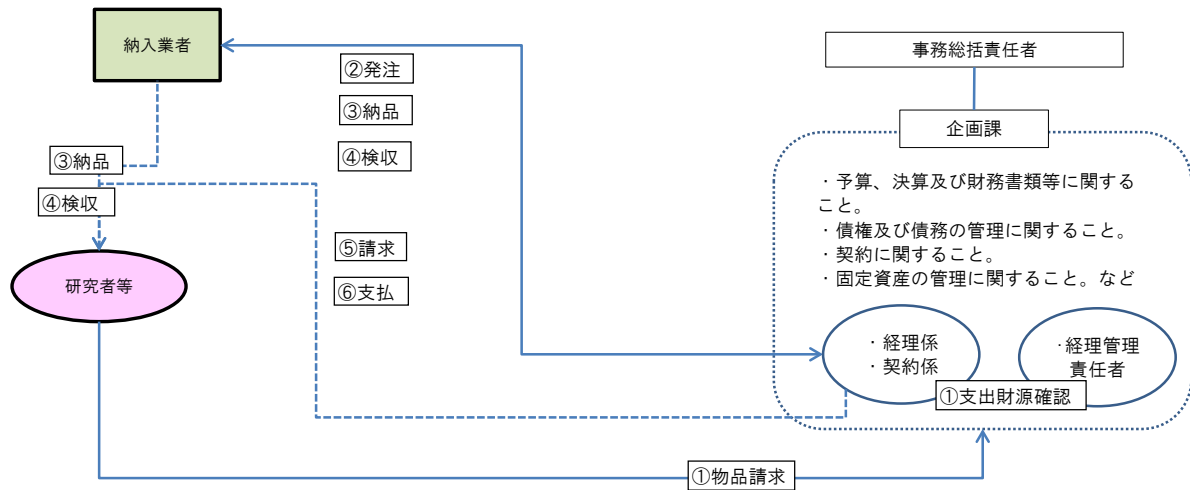 納入業者
②発注
③納品
④検収
⑤請求
⑥支払
③納品
④検収
研究者等
①物品請求
事務総括責任者
企画課
・予算、決算及び財務書類等に関する
こと。
・債権及び債務の管理に関すること。
・契約に関すること。
・固定資産の管理に関すること。など
・経理係
・契約係
・経理管理
責任者
①支出財源確認